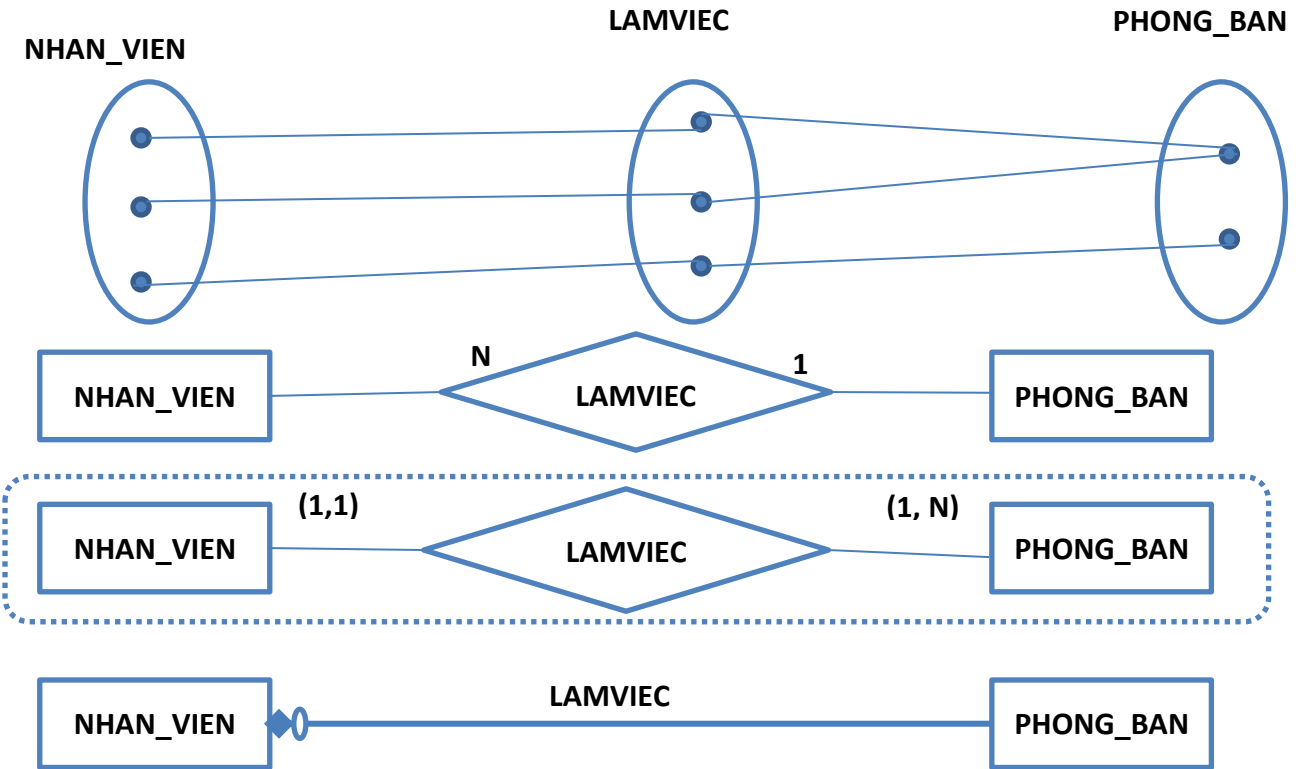 LAMVIEC
PHONG_BAN
NHAN_VIEN
N
1
NHAN_VIEN
LAMVIEC
PHONG_BAN
(1,1)
(1, N)
NHAN_VIEN
LAMVIEC
PHONG_BAN
LAMVIEC
NHAN_VIEN
PHONG_BAN